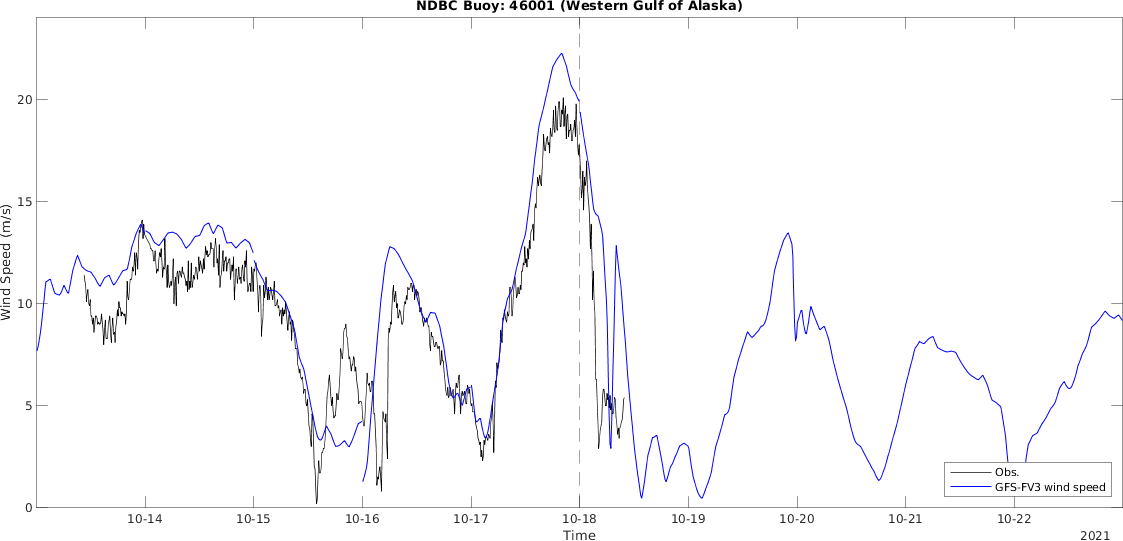 NDBC Buoy: 46001 (Western Gulf of Alaska)
Wind Speed (m/s)
20
15
10
5
0
10-14 10-15 10-16 10-17 10-18 10-19 10-20 10-21 10-22
Time
2021
Obs.
GFS-FV3 wind speed